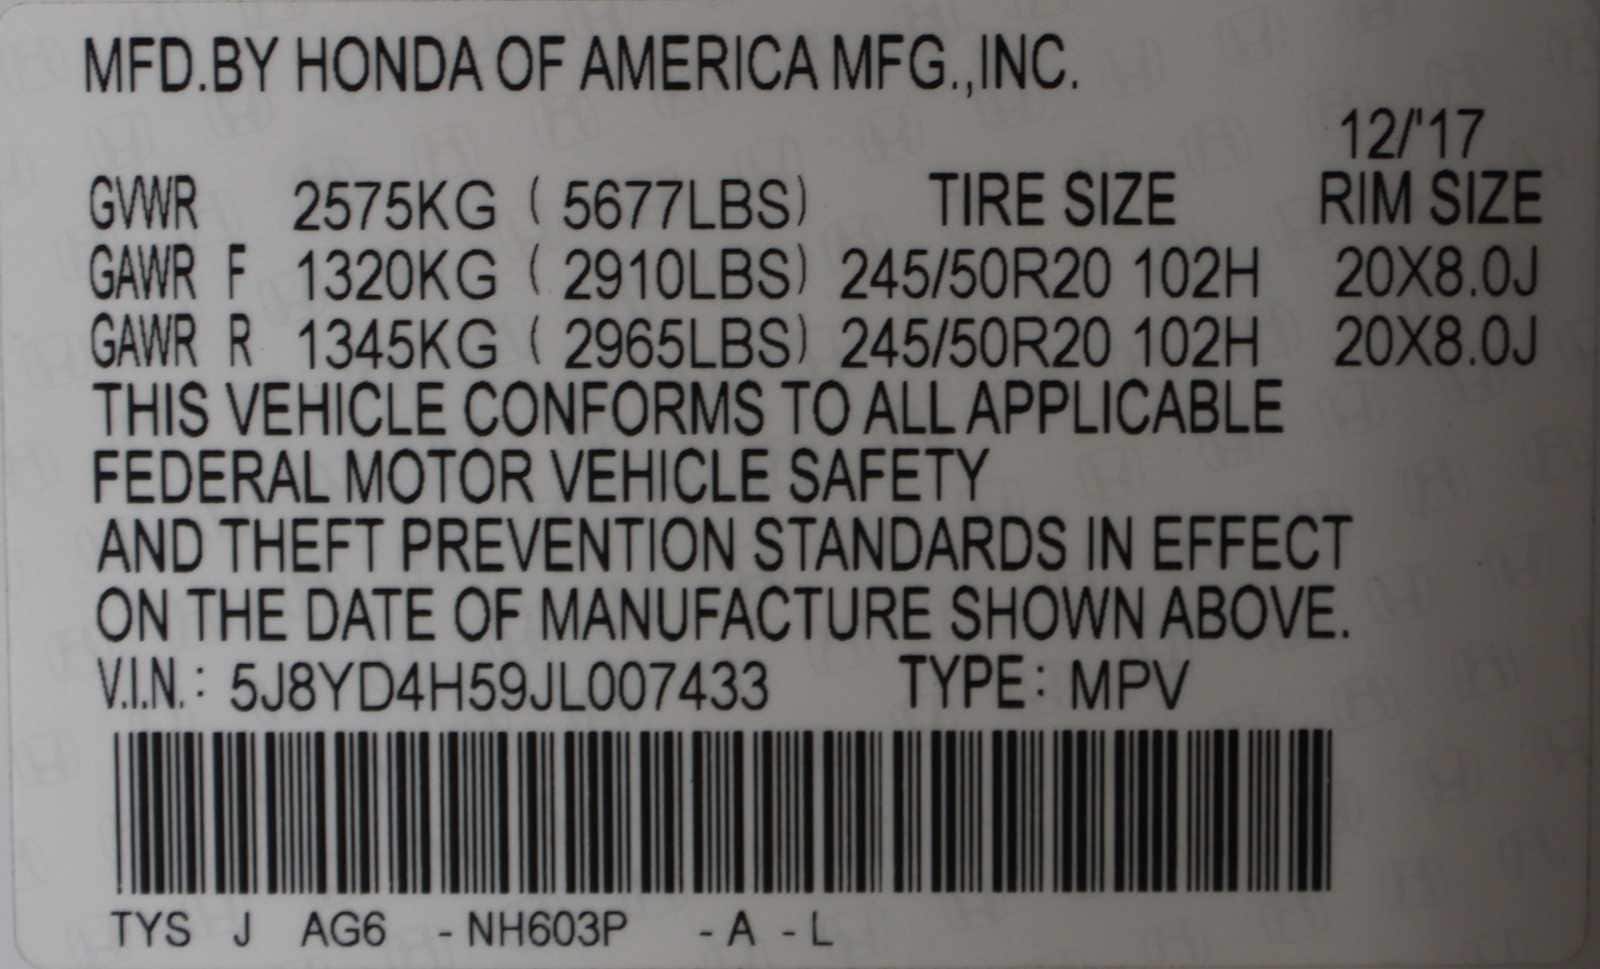 MFD.BY HONDA OF AMERICA MFG.,INC.
12/'17
GVWR 2575KG ( 5677LBS) TIRE SIZE RIM SIZE
GAWR F 1320KG ( 2910LBS) 245/50R20 102H 20X8.0J
GAWR R 1345KG ( 2965LBS) 245/50R20 102H 20X8.0J
THIS VEHICLE CONFORMS TO ALL APPLICABLE
FEDERAL MOTOR VEHICLE SAFETY
AND THEFT PREVENTION STANDARDS IN EFFECT
ON THE DATE OF MANUFACTURE SHOWN ABOVE.
V.I.N.: 5J8YD4H59JL007433 TYPE: MPV
TYS J AG6 -NH603P -A -L